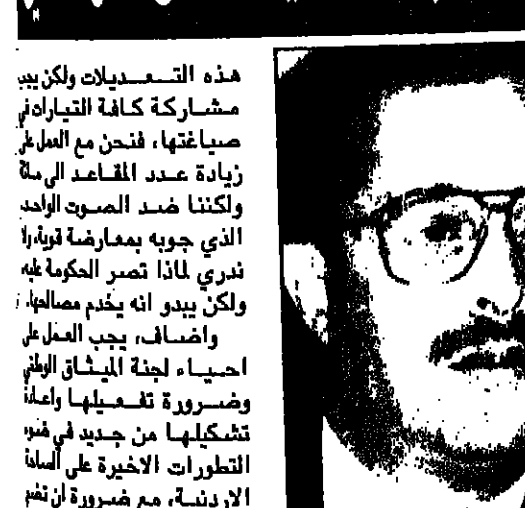 هذه التعديلات ولكن يجب
مشاركة كافة التيارات في
صياغتها، فنحن مع العمل على
زيادة عدد المقاعد الى مائة
ولكننا ضد الصوت الواحد
الذي جوبه بمعارضة قوية، ولا
ندري لماذا تصر الحكومة عليه،
ولكن يبدو انه يخدم مصالحها.
واضاف، يجب العمل على
احياء لجنة الميثاق الوطني
وضرورة تفعيلها واعادة
تشكيلها من جديد في ضوء
التطورات الاخيرة على الساحة
الاردنية، مع ضرورة ان تضم